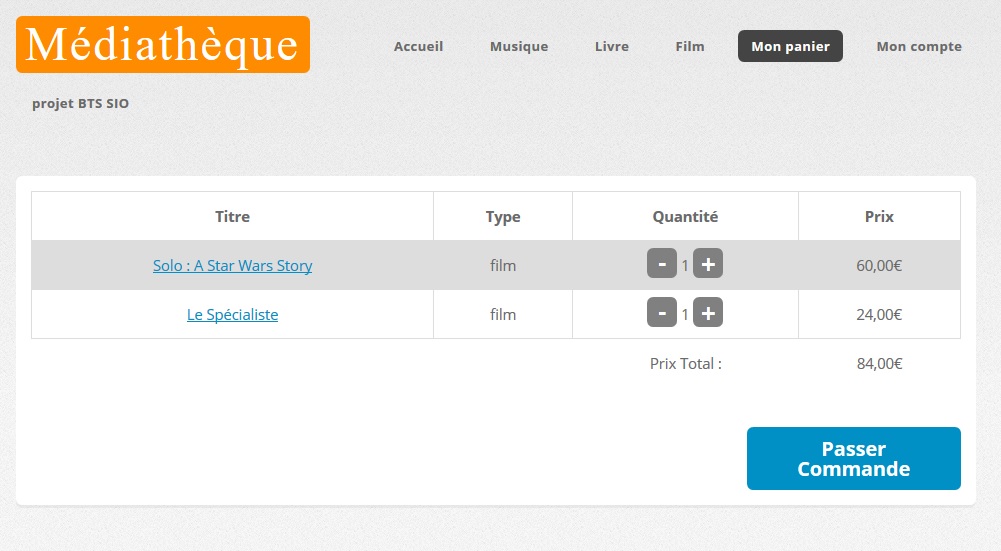 Médiathèque
Accueil Musique Livre Film Mon panier Mon compte
projet BTS SIO
Titre Type Quantité Prix
Solo : A Star Wars Story film - 1 + 60,00€
Le Spécialiste film - 1 + 24,00€
Prix Total : 84,00€
Passer
Commande